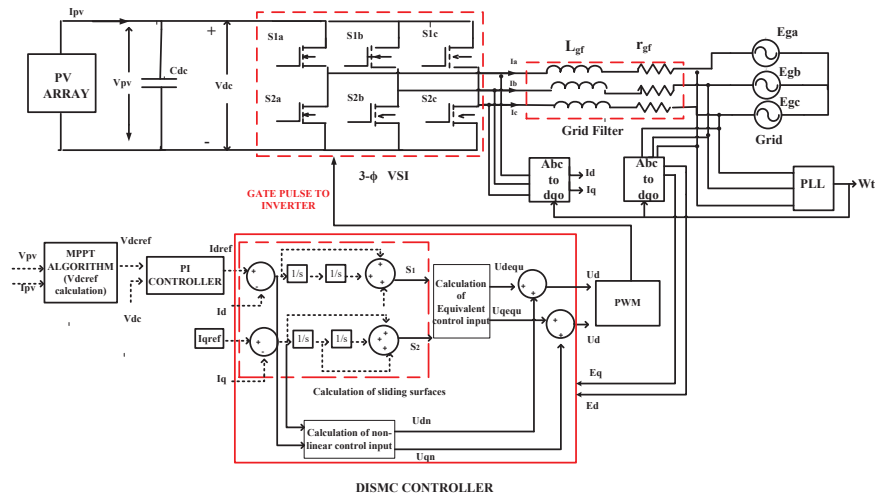 Ipv
PV
ARRAY
Vpv
Cdc
+
Vdc
-
S1a
S1b
S1c
S2a
S2b
S2c
3-ϕ VSI
Ia
Ib
Ic
Lgf
rgf
Grid Filter
Ega
Egb
Egc
Grid
Abc
to
dqo
Id
Iq
Abc
to
dqo
PLL
Wt
GATE PULSE TO
INVERTER
Vpv
Ipv
MPPT
ALGORITHM
(Vdcref
calculation)
Vdcref
Vdc
PI
CONTROLLER
Idref
Id
Iqref
Iq
+
-
1/s
1/s
+
+
+
S1
+
-
1/s
1/s
+
+
+
S2
Calculation of sliding surfaces
Calculation
of
Equivalent
control input
Udequ
Uqequ
+
+
+
+
Ud
Ud
PWM
Eq
Ed
Calculation of non-
linear control input
Udn
Uqn
DISMC CONTROLLER